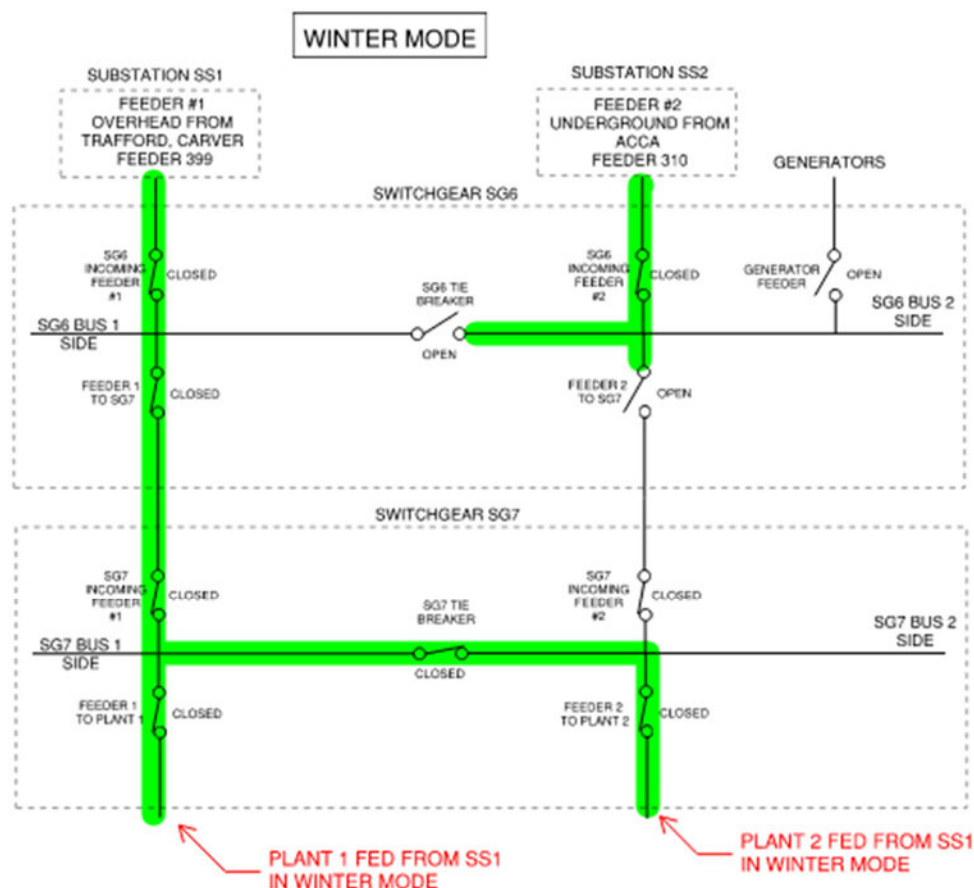 WINTER MODE
SUBSTATION SS1
FEEDER #1
OVERHEAD FROM
TRAFFORD, CARVER
FEEDER 399
SUBSTATION SS2
FEEDER #2
UNDERGROUND FROM
ACCA
FEEDER 310
GENERATORS
SWITCHGEAR SG6
SG6
INCOMING
FEEDER
#1
CLOSED
SG6
INCOMING
FEEDER
#2
CLOSED
GENERATOR
FEEDER
OPEN
SG6 TIE
BREAKER
OPEN
SG6 BUS 1
SIDE
SG6 BUS 2
SIDE
FEEDER 1
TO SG7
CLOSED
FEEDER 2
TO SG7
OPEN
SWITCHGEAR SG7
SG7
INCOMING
FEEDER
#1
CLOSED
SG7 TIE
BREAKER
CLOSED
SG7
INCOMING
FEEDER
#2
CLOSED
SG7 BUS 1
SIDE
SG7 BUS 2
SIDE
FEEDER 1
TO PLANT 1
CLOSED
FEEDER 2
TO PLANT 2
CLOSED
PLANT 1 FED FROM SS1
IN WINTER MODE
PLANT 2 FED FROM SS1
IN WINTER MODE